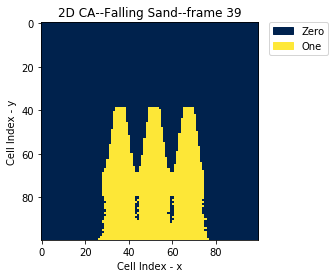 2D CA--Falling Sand--frame 39
Zero
One
0
20
40
60
80
Cell Index - y
0
20
40
60
80
Cell Index - x